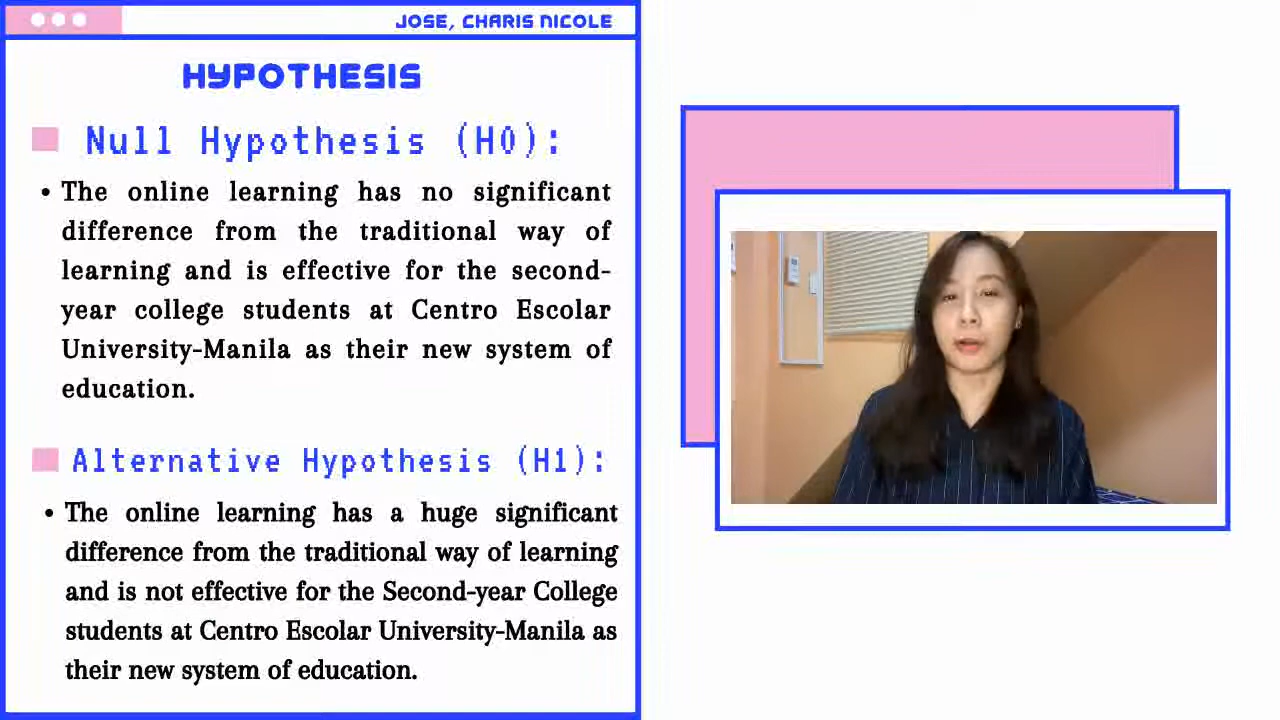 JOSE, CHARIS NICOLE
HYPOTHESIS
Null Hypothesis (H0):
• The online learning has no significant
difference from the traditional way of
learning and is effective for the second-
year college students at Centro Escolar
University-Manila as their new system of
education.
Alternative Hypothesis (H1):
• The online learning has a huge significant
difference from the traditional way of learning
and is not effective for the Second-year College
students at Centro Escolar University-Manila as
their new system of education.